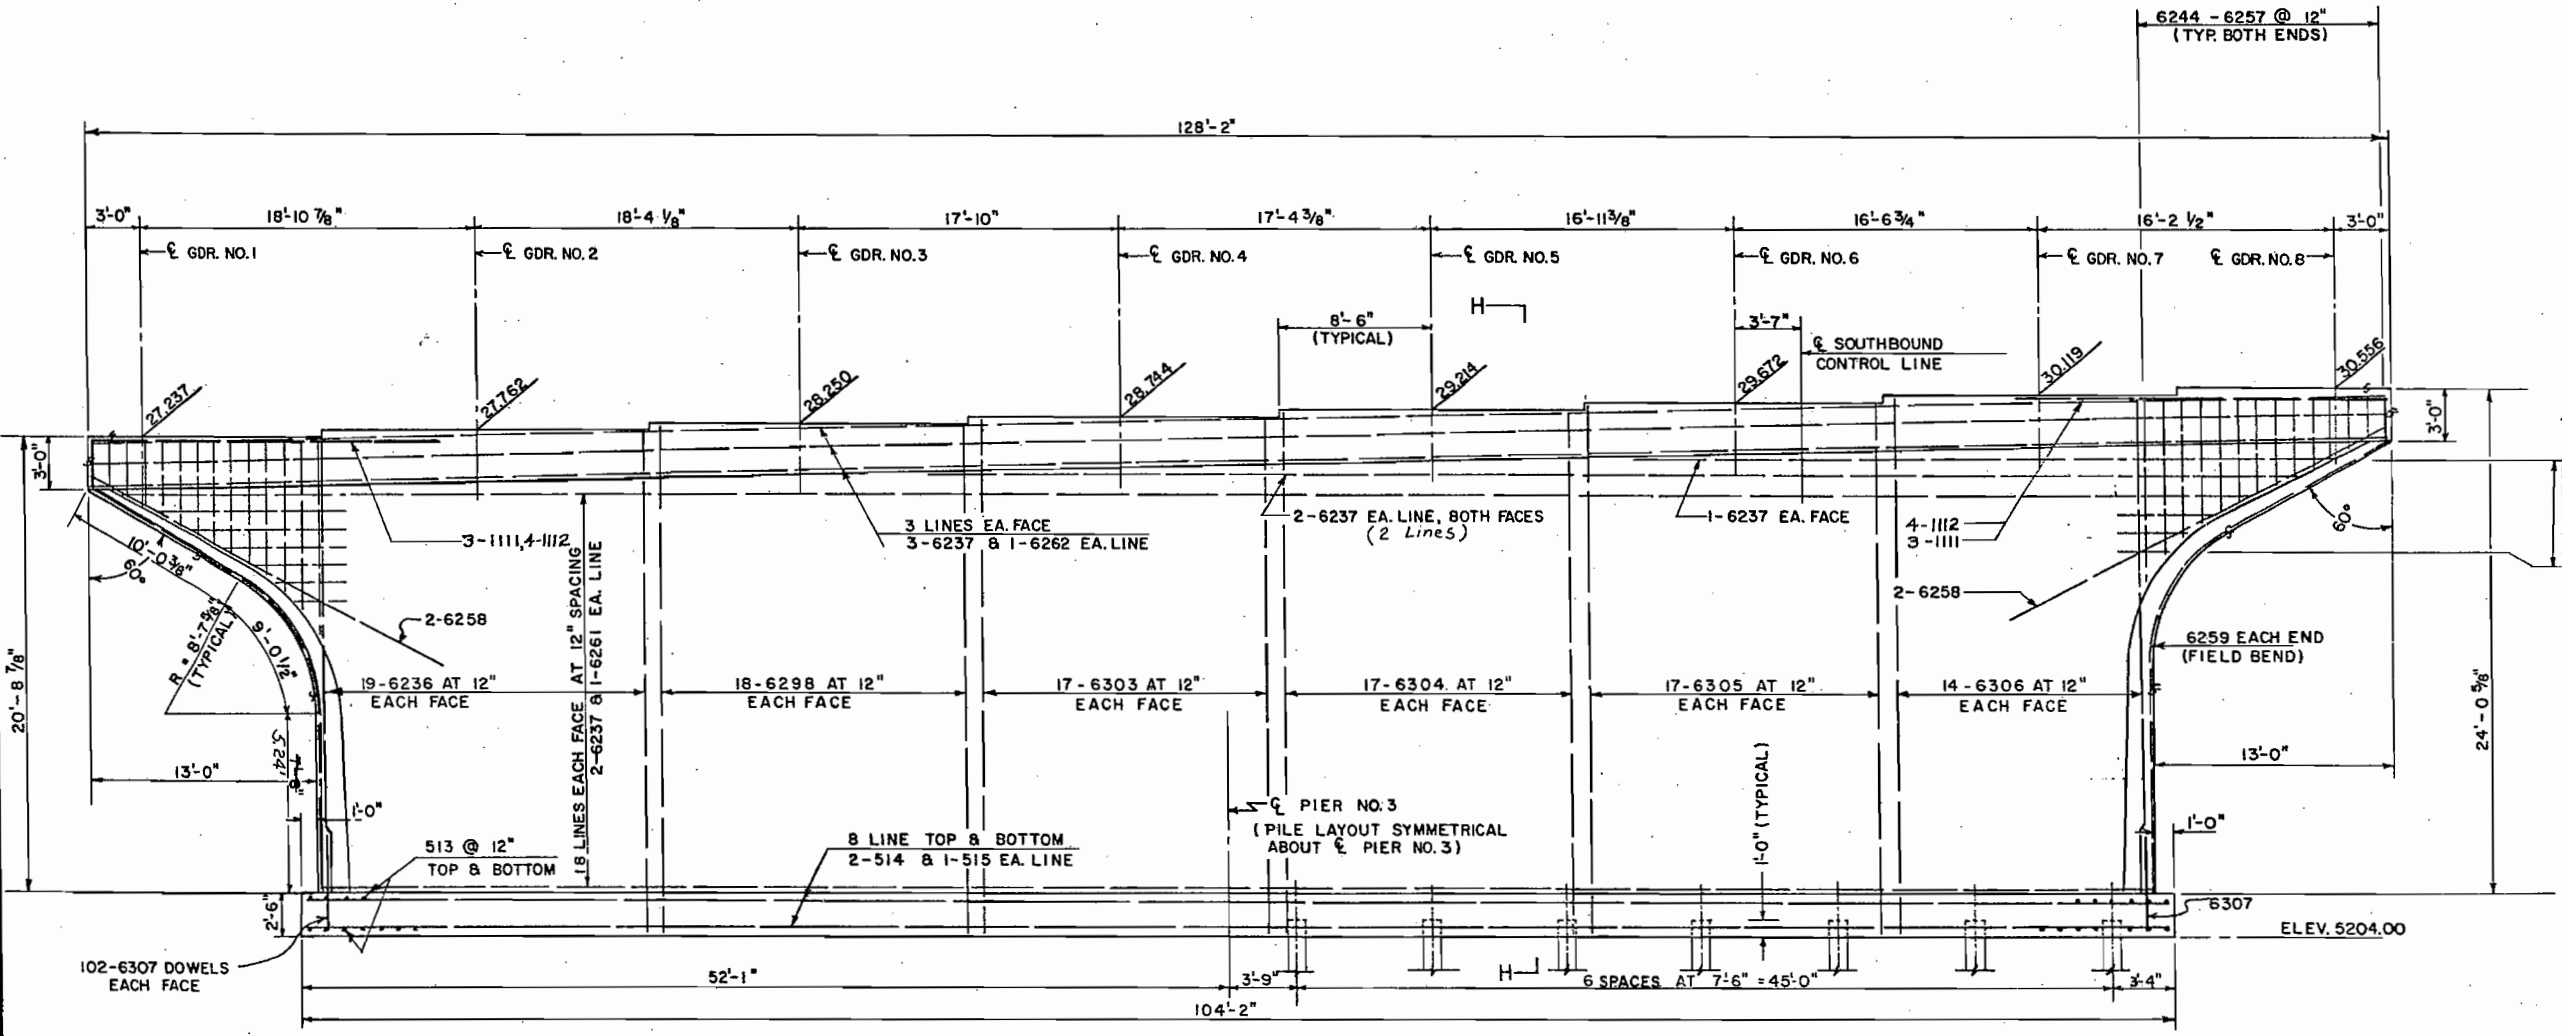 6244 - 6257 @ 12"
(TYP. BOTH ENDS)
128'-2"
3'-0"
18'-10 7/8"
18'-4 1/8"
17'-10"
17'-4 3/8"
16'-11 3/8"
16'-6 3/4"
16'-2 1/2"
3'-0"
℄ GDR. NO. 1
℄ GDR. NO. 2
℄ GDR. NO. 3
℄ GDR. NO. 4
℄ GDR. NO. 5
℄ GDR. NO. 6
℄ GDR. NO. 7
℄ GDR. NO. 8
H
8'-6"
(TYPICAL)
3'-7"
℄ SOUTHBOUND
CONTROL LINE
27.237
27.762
28.250
28.744
29.214
29.672
30.119
30.556
3'-0"
3'-0"
3-1111, 4-1112
3 LINES EA. FACE
3-6237 & 1-6262 EA. LINE
2-6237 EA. LINE, BOTH FACES
(2 Lines)
1-6237 EA. FACE
4-1112
3-1111
10'-0 3/8"
60°
60°
2-6258
2-6258
R = 8'-7 5/8"
(TYPICAL)
9'-0 1/2"
6259 EACH END
(FIELD BEND)
18 LINES EACH FACE AT 12" SPACING
2-6237 & 1-6261 EA. LINE
19-6236 AT 12"
EACH FACE
18-6298 AT 12"
EACH FACE
17-6303 AT 12"
EACH FACE
17-6304 AT 12"
EACH FACE
17-6305 AT 12"
EACH FACE
14-6306 AT 12"
EACH FACE
20'-8 7/8"
24'-0 5/8"
5.24'
13'-0"
13'-0"
1'-0"
1'-0"
1'-0" (TYPICAL)
℄ PIER NO. 3
(PILE LAYOUT SYMMETRICAL
ABOUT ℄ PIER NO. 3)
513 @ 12"
TOP & BOTTOM
8 LINE TOP & BOTTOM
2-514 & 1-515 EA. LINE
2'-6"
6307
ELEV. 5204.00
102-6307 DOWELS
EACH FACE
52'-1"
3'-9"
H
6 SPACES AT 7'-6" = 45'-0"
3'-4"
104'-2"